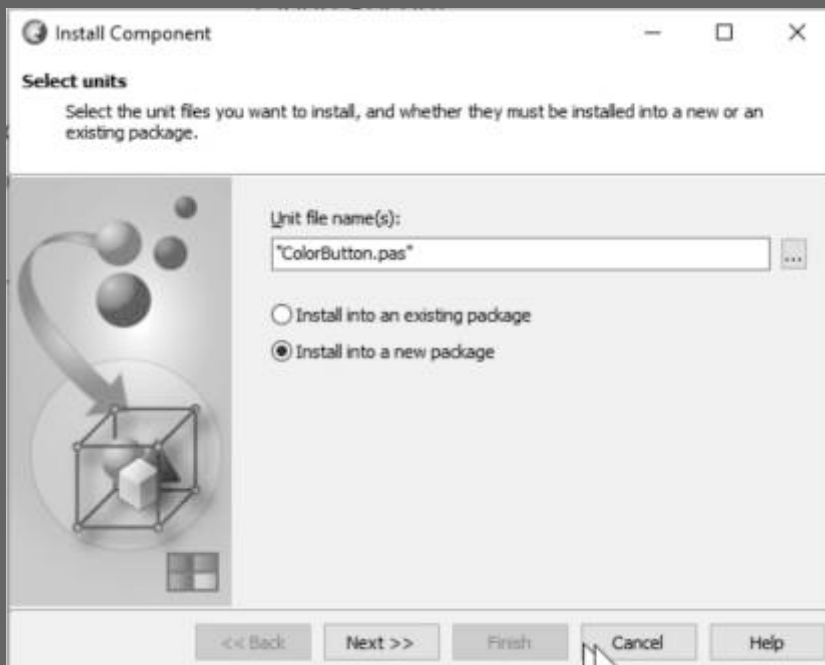 Install Component
Select units
Select the unit files you want to install, and whether they must be installed into a new or an
existing package.
Unit file name(s):
"ColorButton.pas"
...
Install into an existing package
Install into a new package
<< Back
Next >>
Finish
Cancel
Help